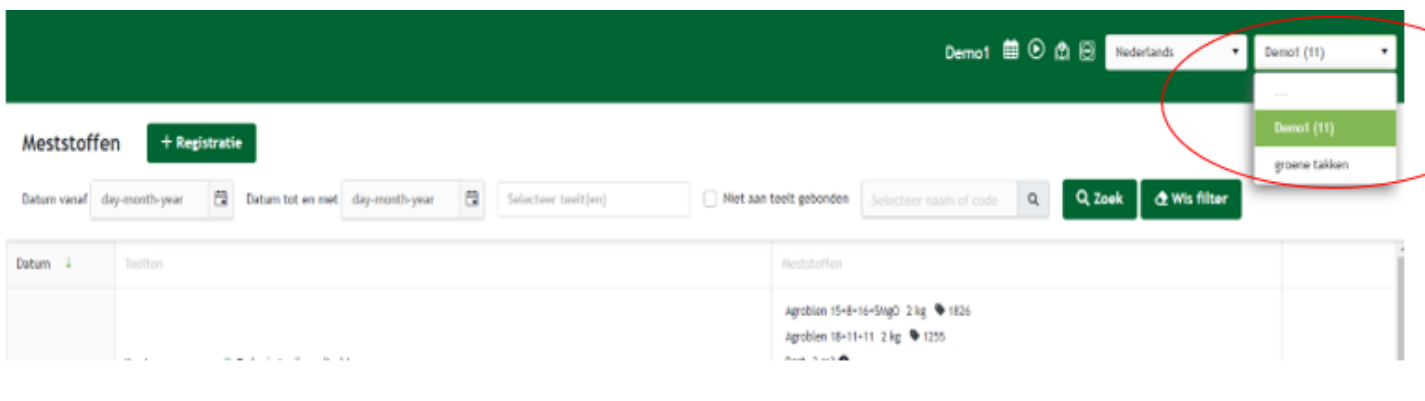 Demo1 Nederlands Demo1 (11)
....
Demo1 (11)
groene takken
Meststoffen + Registratie
Datum vanaf day-month-year Datum tot en met day-month-year Selecteer teelt(en) Niet aan teelt gebonden Selecteer naam of code Zoek Wis filter
Datum ↓ Teelten Meststoffen
Agroblen 15+8+16+5MgO 2 kg 1826
Agroblen 18+11+11 2 kg 1255